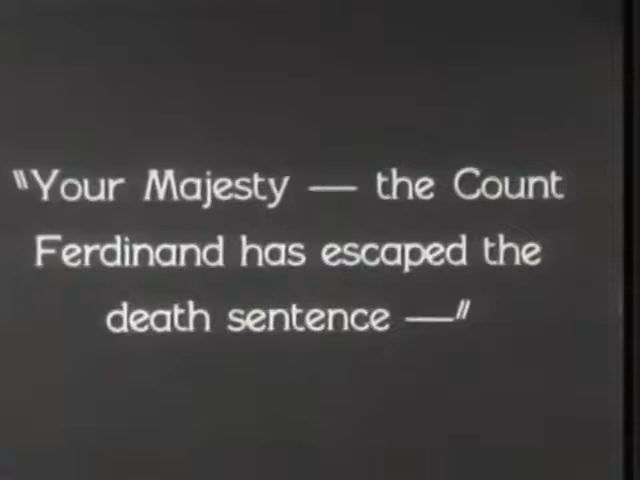 "Your Majesty — the Count
Ferdinand has escaped the
death sentence —"